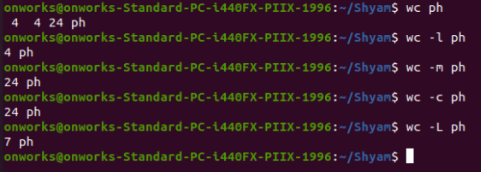 onworks@onworks-Standard-PC-i440FX-PIIX-1996:~/Shyam$ wc ph
 4  4 24 ph
onworks@onworks-Standard-PC-i440FX-PIIX-1996:~/Shyam$ wc -l ph
4 ph
onworks@onworks-Standard-PC-i440FX-PIIX-1996:~/Shyam$ wc -m ph
24 ph
onworks@onworks-Standard-PC-i440FX-PIIX-1996:~/Shyam$ wc -c ph
24 ph
onworks@onworks-Standard-PC-i440FX-PIIX-1996:~/Shyam$ wc -L ph
7 ph
onworks@onworks-Standard-PC-i440FX-PIIX-1996:~/Shyam$